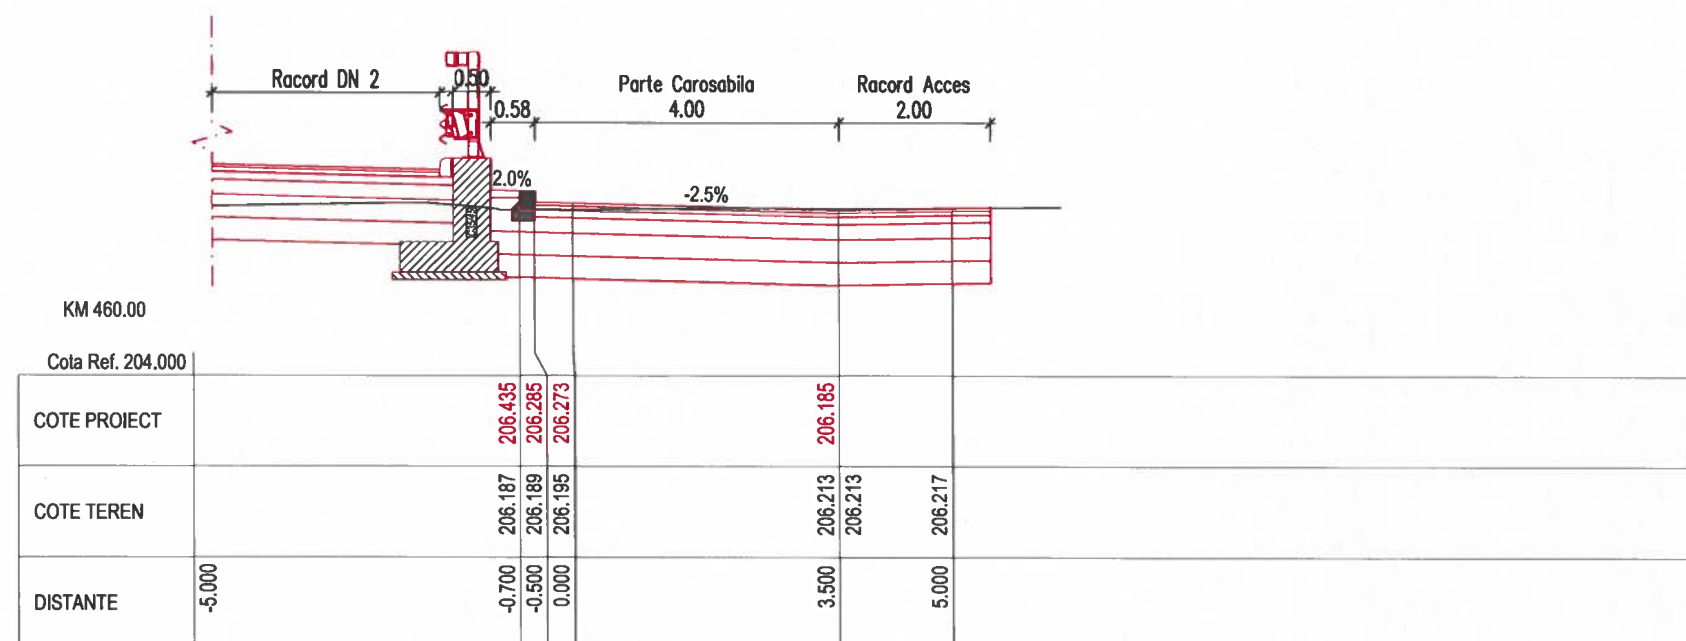 Racord DN 2
0.50
Parte Carosabila
Racord Acces
0.58
4.00
2.00
2.0%
-2.5%
KM 460.00
Cota Ref. 204.000
COTE PROIECT
206.435
206.285
206.273
206.185
COTE TEREN
206.187
206.189
206.195
206.213
206.213
206.217
DISTANTE
-5.000
-0.700
-0.500
0.000
3.500
5.000